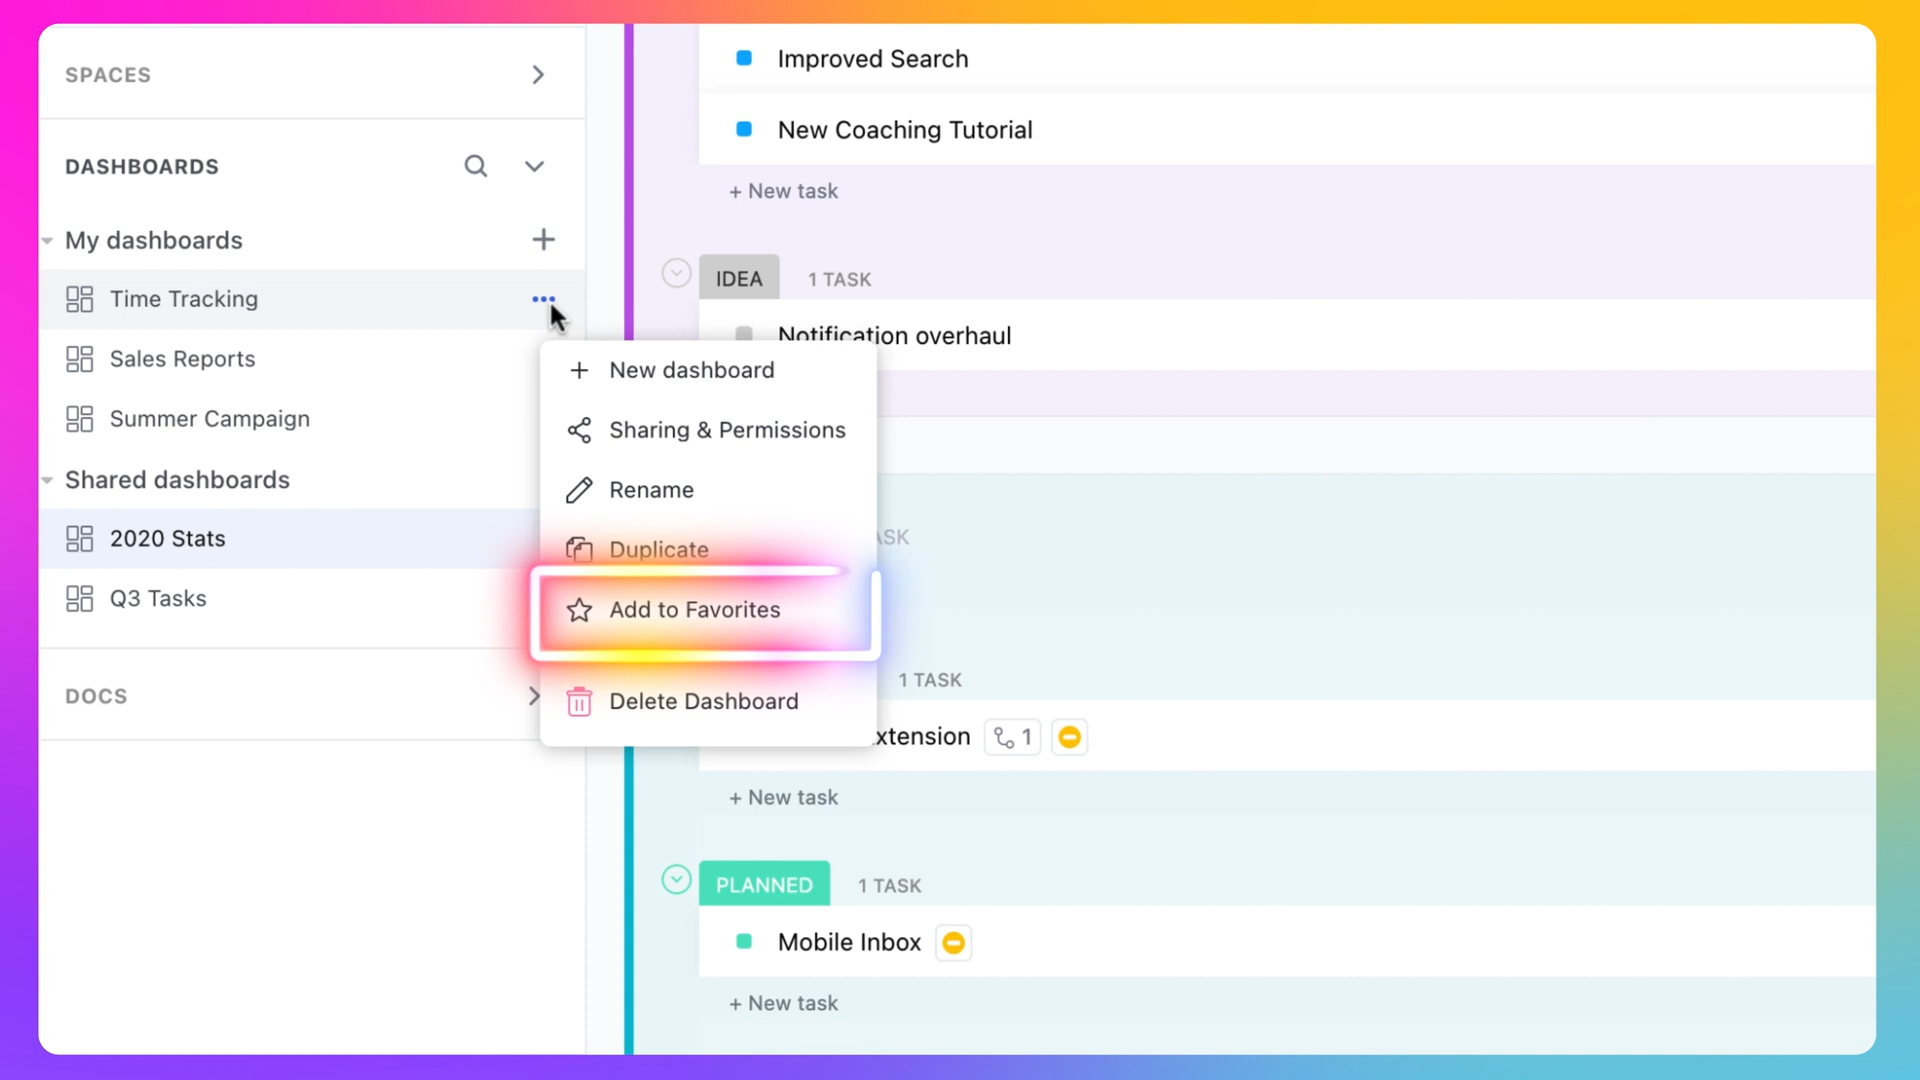 SPACES
DASHBOARDS
My dashboards
Time Tracking
Sales Reports
Summer Campaign
Shared dashboards
2020 Stats
Q3 Tasks
DOCS
New dashboard
Sharing & Permissions
Rename
Duplicate
Add to Favorites
Delete Dashboard
Improved Search
New Coaching Tutorial
+ New task
IDEA 1 TASK
Notification overhaul
ASK
1 TASK
xtension 1
+ New task
PLANNED 1 TASK
Mobile Inbox
+ New task